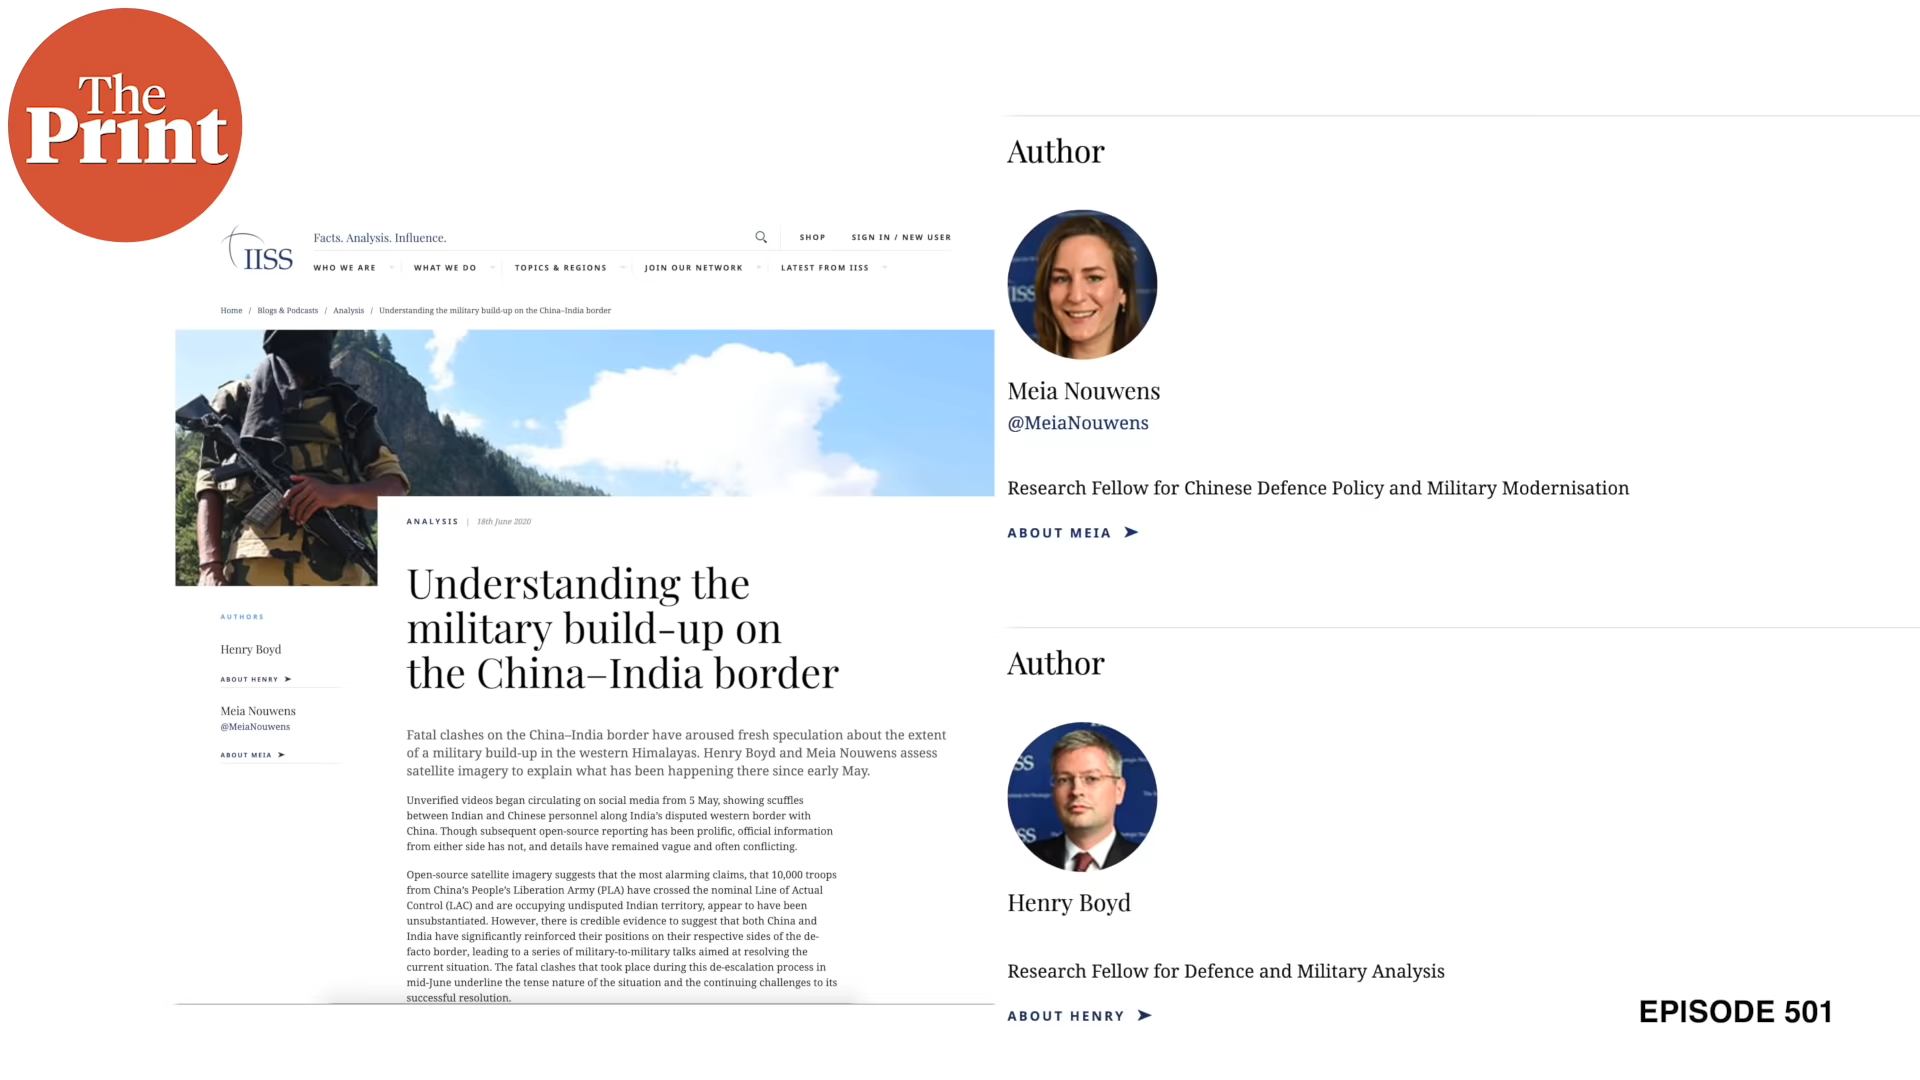 The
Print
IISS
Facts. Analysis. Influence.
SHOP
SIGN IN / NEW USER
WHO WE ARE
WHAT WE DO
TOPICS & REGIONS
JOIN OUR NETWORK
LATEST FROM IISS
Home / Blogs & Podcasts / Analysis / Understanding the military build-up on the China–India border
ANALYSIS | 18th June 2020
Understanding the
military build-up on
the China–India border
AUTHORS
Henry Boyd
ABOUT HENRY
Meia Nouwens
@MeiaNouwens
ABOUT MEIA
Fatal clashes on the China–India border have aroused fresh speculation about the extent
of a military build-up in the western Himalayas. Henry Boyd and Meia Nouwens assess
satellite imagery to explain what has been happening there since early May.
Unverified videos began circulating on social media from 5 May, showing scuffles
between Indian and Chinese personnel along India's disputed western border with
China. Though subsequent open-source reporting has been prolific, official information
from either side has not, and details have remained vague and often conflicting.
Open-source satellite imagery suggests that the most alarming claims, that 10,000 troops
from China's People's Liberation Army (PLA) have crossed the nominal Line of Actual
Control (LAC) and are occupying undisputed Indian territory, appear to have been
unsubstantiated. However, there is credible evidence to suggest that both China and
India have significantly reinforced their positions on their respective sides of the de-
facto border, leading to a series of military-to-military talks aimed at resolving the
current situation. The fatal clashes that took place during this de-escalation process in
mid-June underline the tense nature of the situation and the continuing challenges to its
successful resolution.
Author
ISS
Meia Nouwens
@MeiaNouwens
Research Fellow for Chinese Defence Policy and Military Modernisation
ABOUT MEIA
Author
SS
SS
Henry Boyd
Research Fellow for Defence and Military Analysis
ABOUT HENRY
EPISODE 501